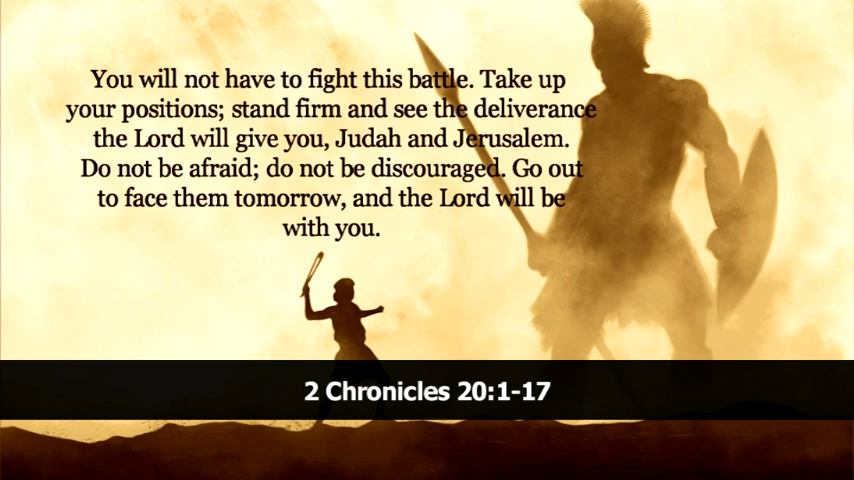 You will not have to fight this battle. Take up
your positions; stand firm and see the deliverance
the Lord will give you, Judah and Jerusalem.
Do not be afraid; do not be discouraged. Go out
to face them tomorrow, and the Lord will be
with you.
2 Chronicles 20:1-17